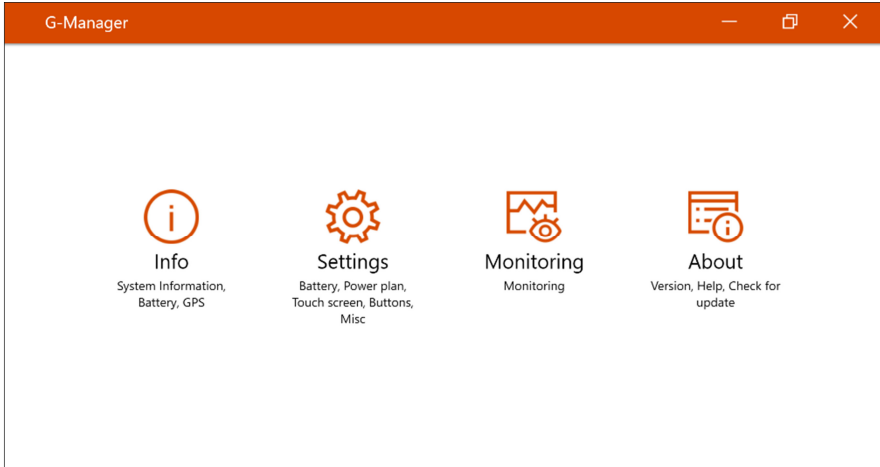 G-Manager
Info
System Information,
Battery, GPS
Settings
Battery, Power plan,
Touch screen, Buttons,
Misc
Monitoring
Monitoring
About
Version, Help, Check for
update